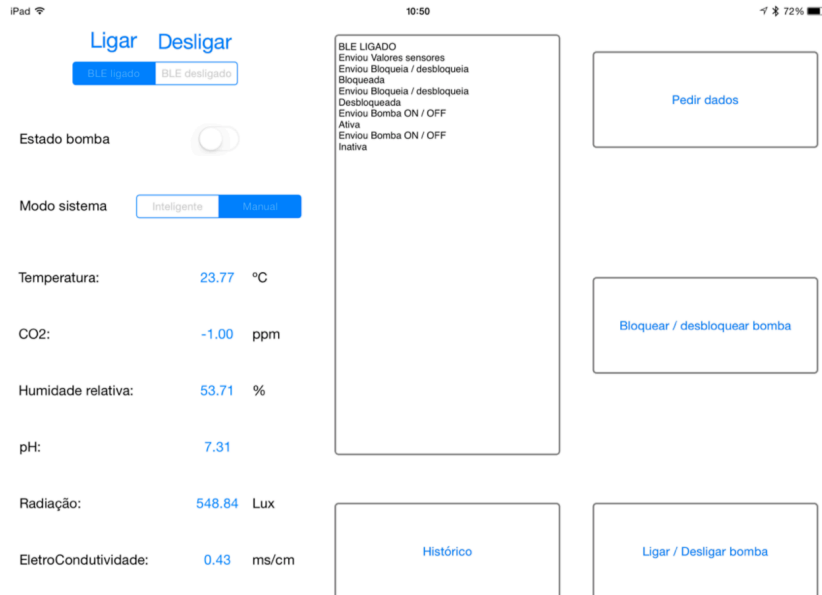 iPad 10:50 72%
Ligar Desligar
BLE ligado BLE desligado
Estado bomba
Modo sistema Inteligente Manual
Temperatura: 23.77 ºC
CO2: -1.00 ppm
Humidade relativa: 53.71 %
pH: 7.31
Radiação: 548.84 Lux
EletroCondutividade: 0.43 ms/cm
BLE LIGADO
Enviou Valores sensores
Enviou Bloqueia / desbloqueia
Bloqueada
Enviou Bloqueia / desbloqueia
Desbloqueada
Enviou Bomba ON / OFF
Ativa
Enviou Bomba ON / OFF
Inativa
Histórico
Pedir dados
Bloquear / desbloquear bomba
Ligar / Desligar bomba